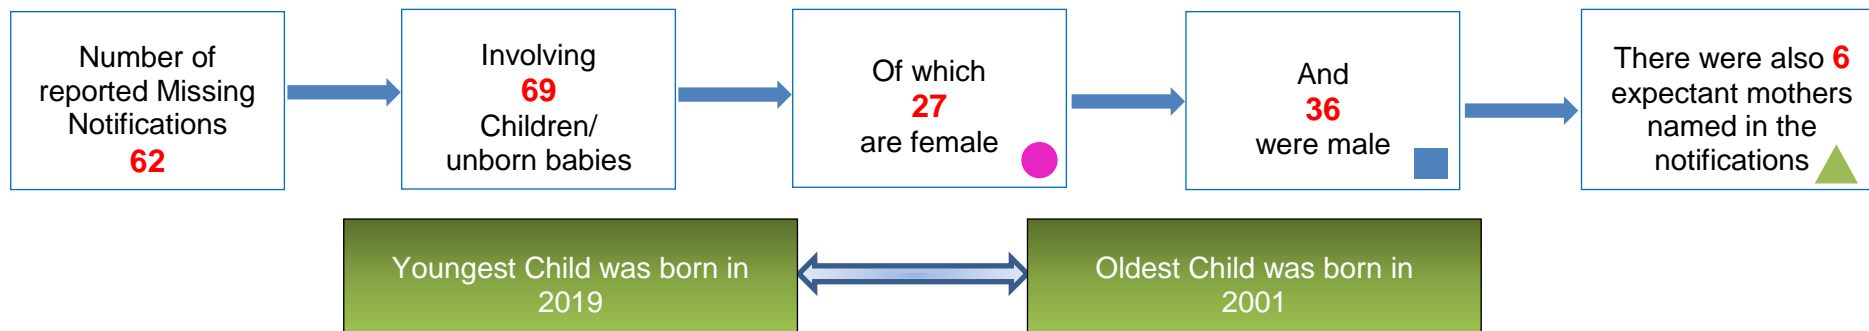 Number of
reported Missing
Notifications
62
Involving
69
Children/
unborn babies
Of which
27
are female
And
36
were male
There were also 6
expectant mothers
named in the
notifications
Youngest Child was born in
2019
Oldest Child was born in
2001